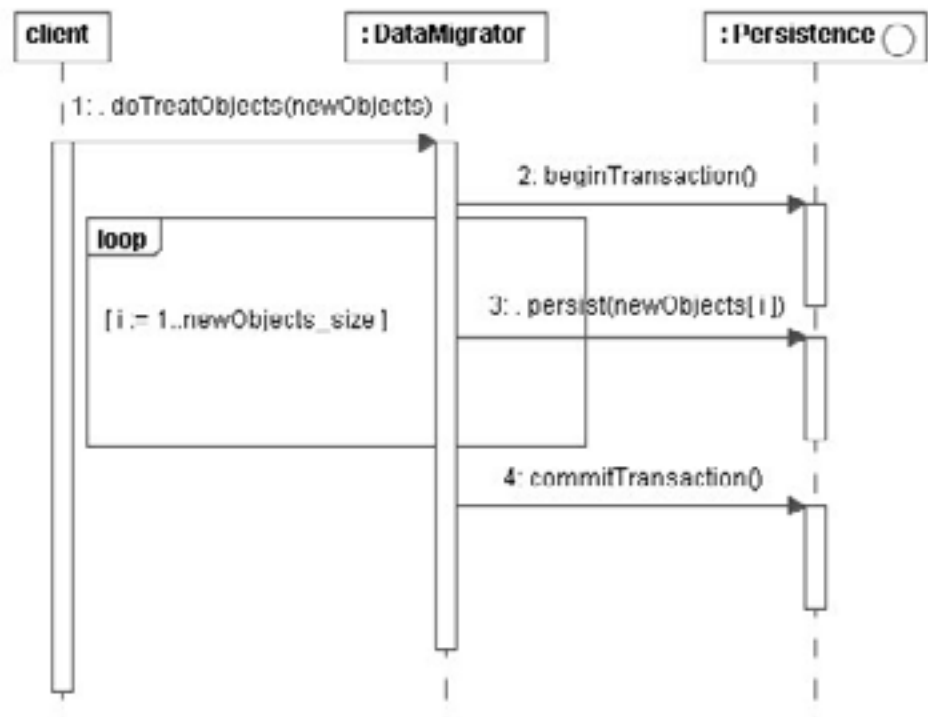 client
: DataMigrator
: Persistence
1: . doTreatObjects(newObjects)
2: beginTransaction()
loop
3: . persist(newObjects[ i ])
[ i := 1..newObjects_size ]
4: commitTransaction()